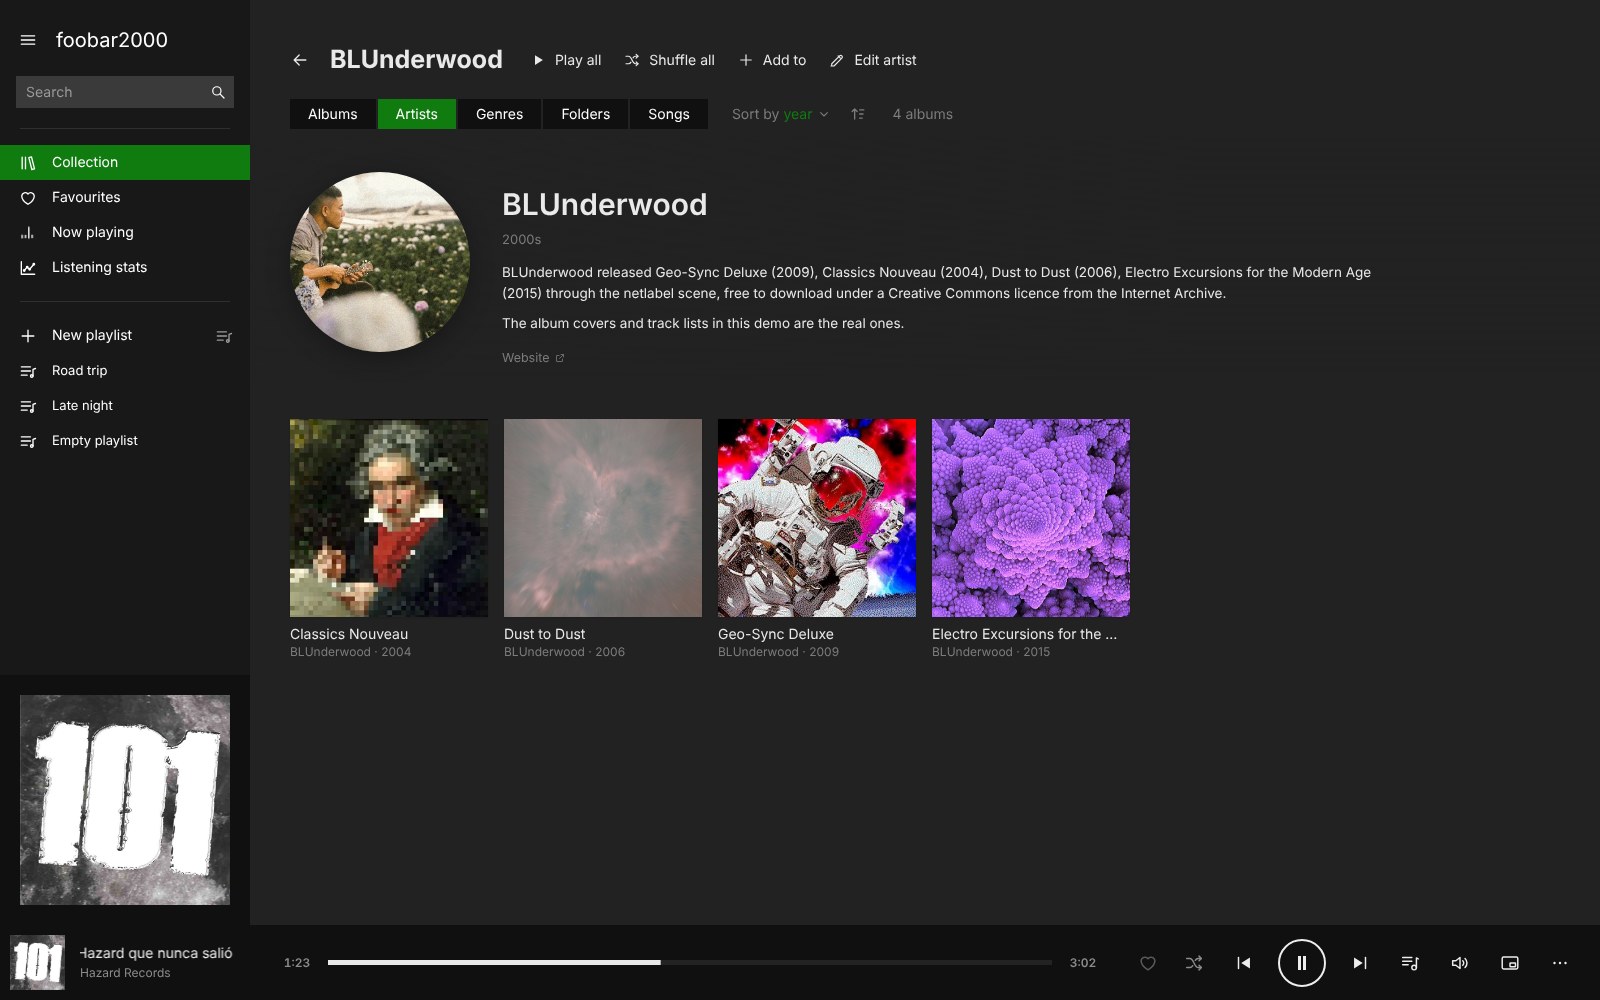 foobar2000
Search
Collection
Favourites
Now playing
Listening stats
New playlist
Road trip
Late night
Empty playlist
BLUnderwood
Play all
Shuffle all
Add to
Edit artist
Albums
Artists
Genres
Folders
Songs
Sort by year
4 albums
BLUnderwood
2000s
BLUnderwood released Geo-Sync Deluxe (2009), Classics Nouveau (2004), Dust to Dust (2006), Electro Excursions for the Modern Age
(2015) through the netlabel scene, free to download under a Creative Commons licence from the Internet Archive.
The album covers and track lists in this demo are the real ones.
Website
Classics Nouveau
BLUnderwood · 2004
Dust to Dust
BLUnderwood · 2006
Geo-Sync Deluxe
BLUnderwood · 2009
Electro Excursions for the ...
BLUnderwood · 2015
101
101
Hazard que nunca salió
Hazard Records
1:23
3:02